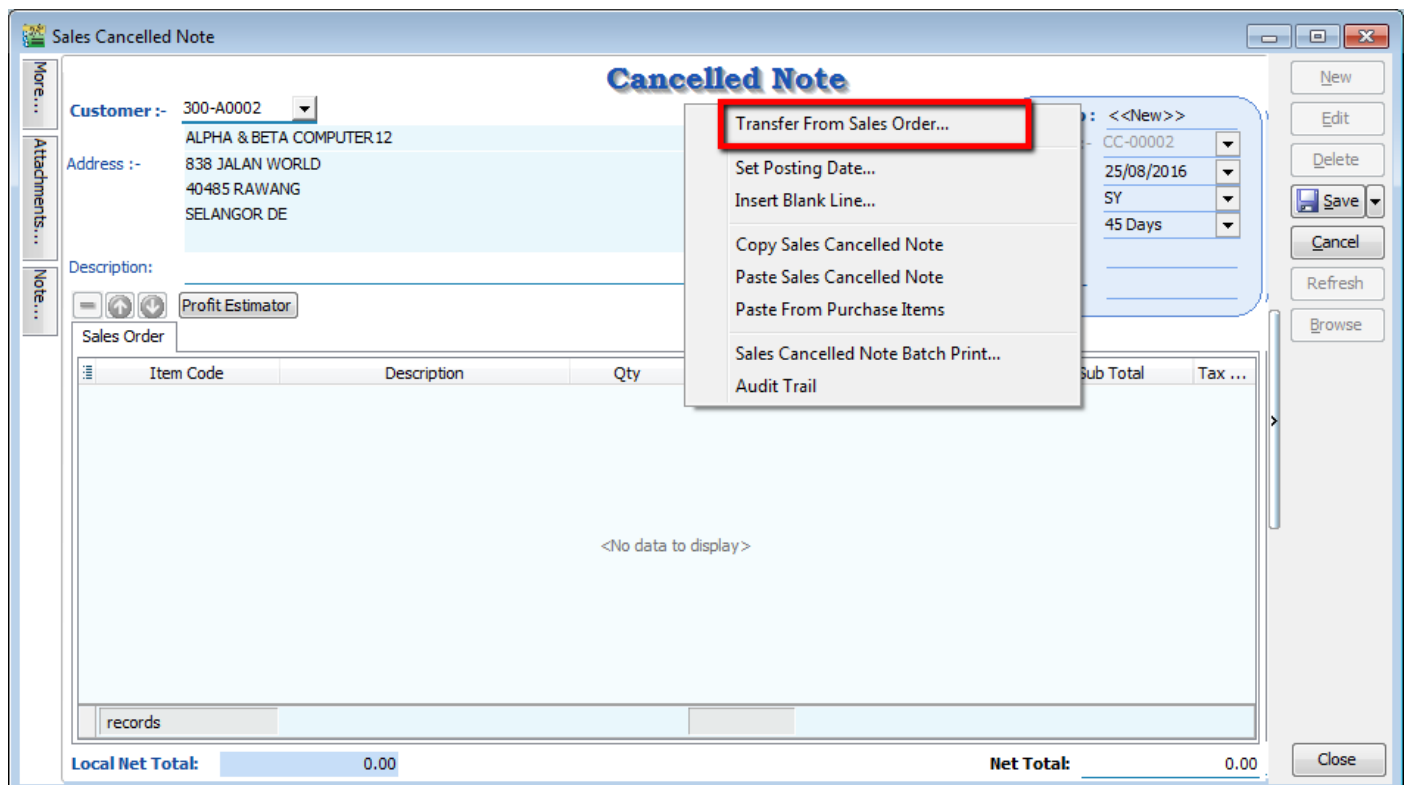 Sales Cancelled Note
More...
Attachments...
Note...
Cancelled Note
Customer :- 300-A0002
ALPHA & BETA COMPUTER12
Address :- 838 JALAN WORLD
40485 RAWANG
SELANGOR DE
Description:
Profit Estimator
Transfer From Sales Order...
Set Posting Date...
Insert Blank Line...
Copy Sales Cancelled Note
Paste Sales Cancelled Note
Paste From Purchase Items
Sales Cancelled Note Batch Print...
Audit Trail
: <<New>>
:- CC-00002
25/08/2016
SY
45 Days
New
Edit
Delete
Save
Cancel
Refresh
Browse
Sales Order
Item Code Description Qty Sub Total Tax ...
>
<No data to display>
records
Local Net Total: 0.00 Net Total: 0.00
Close